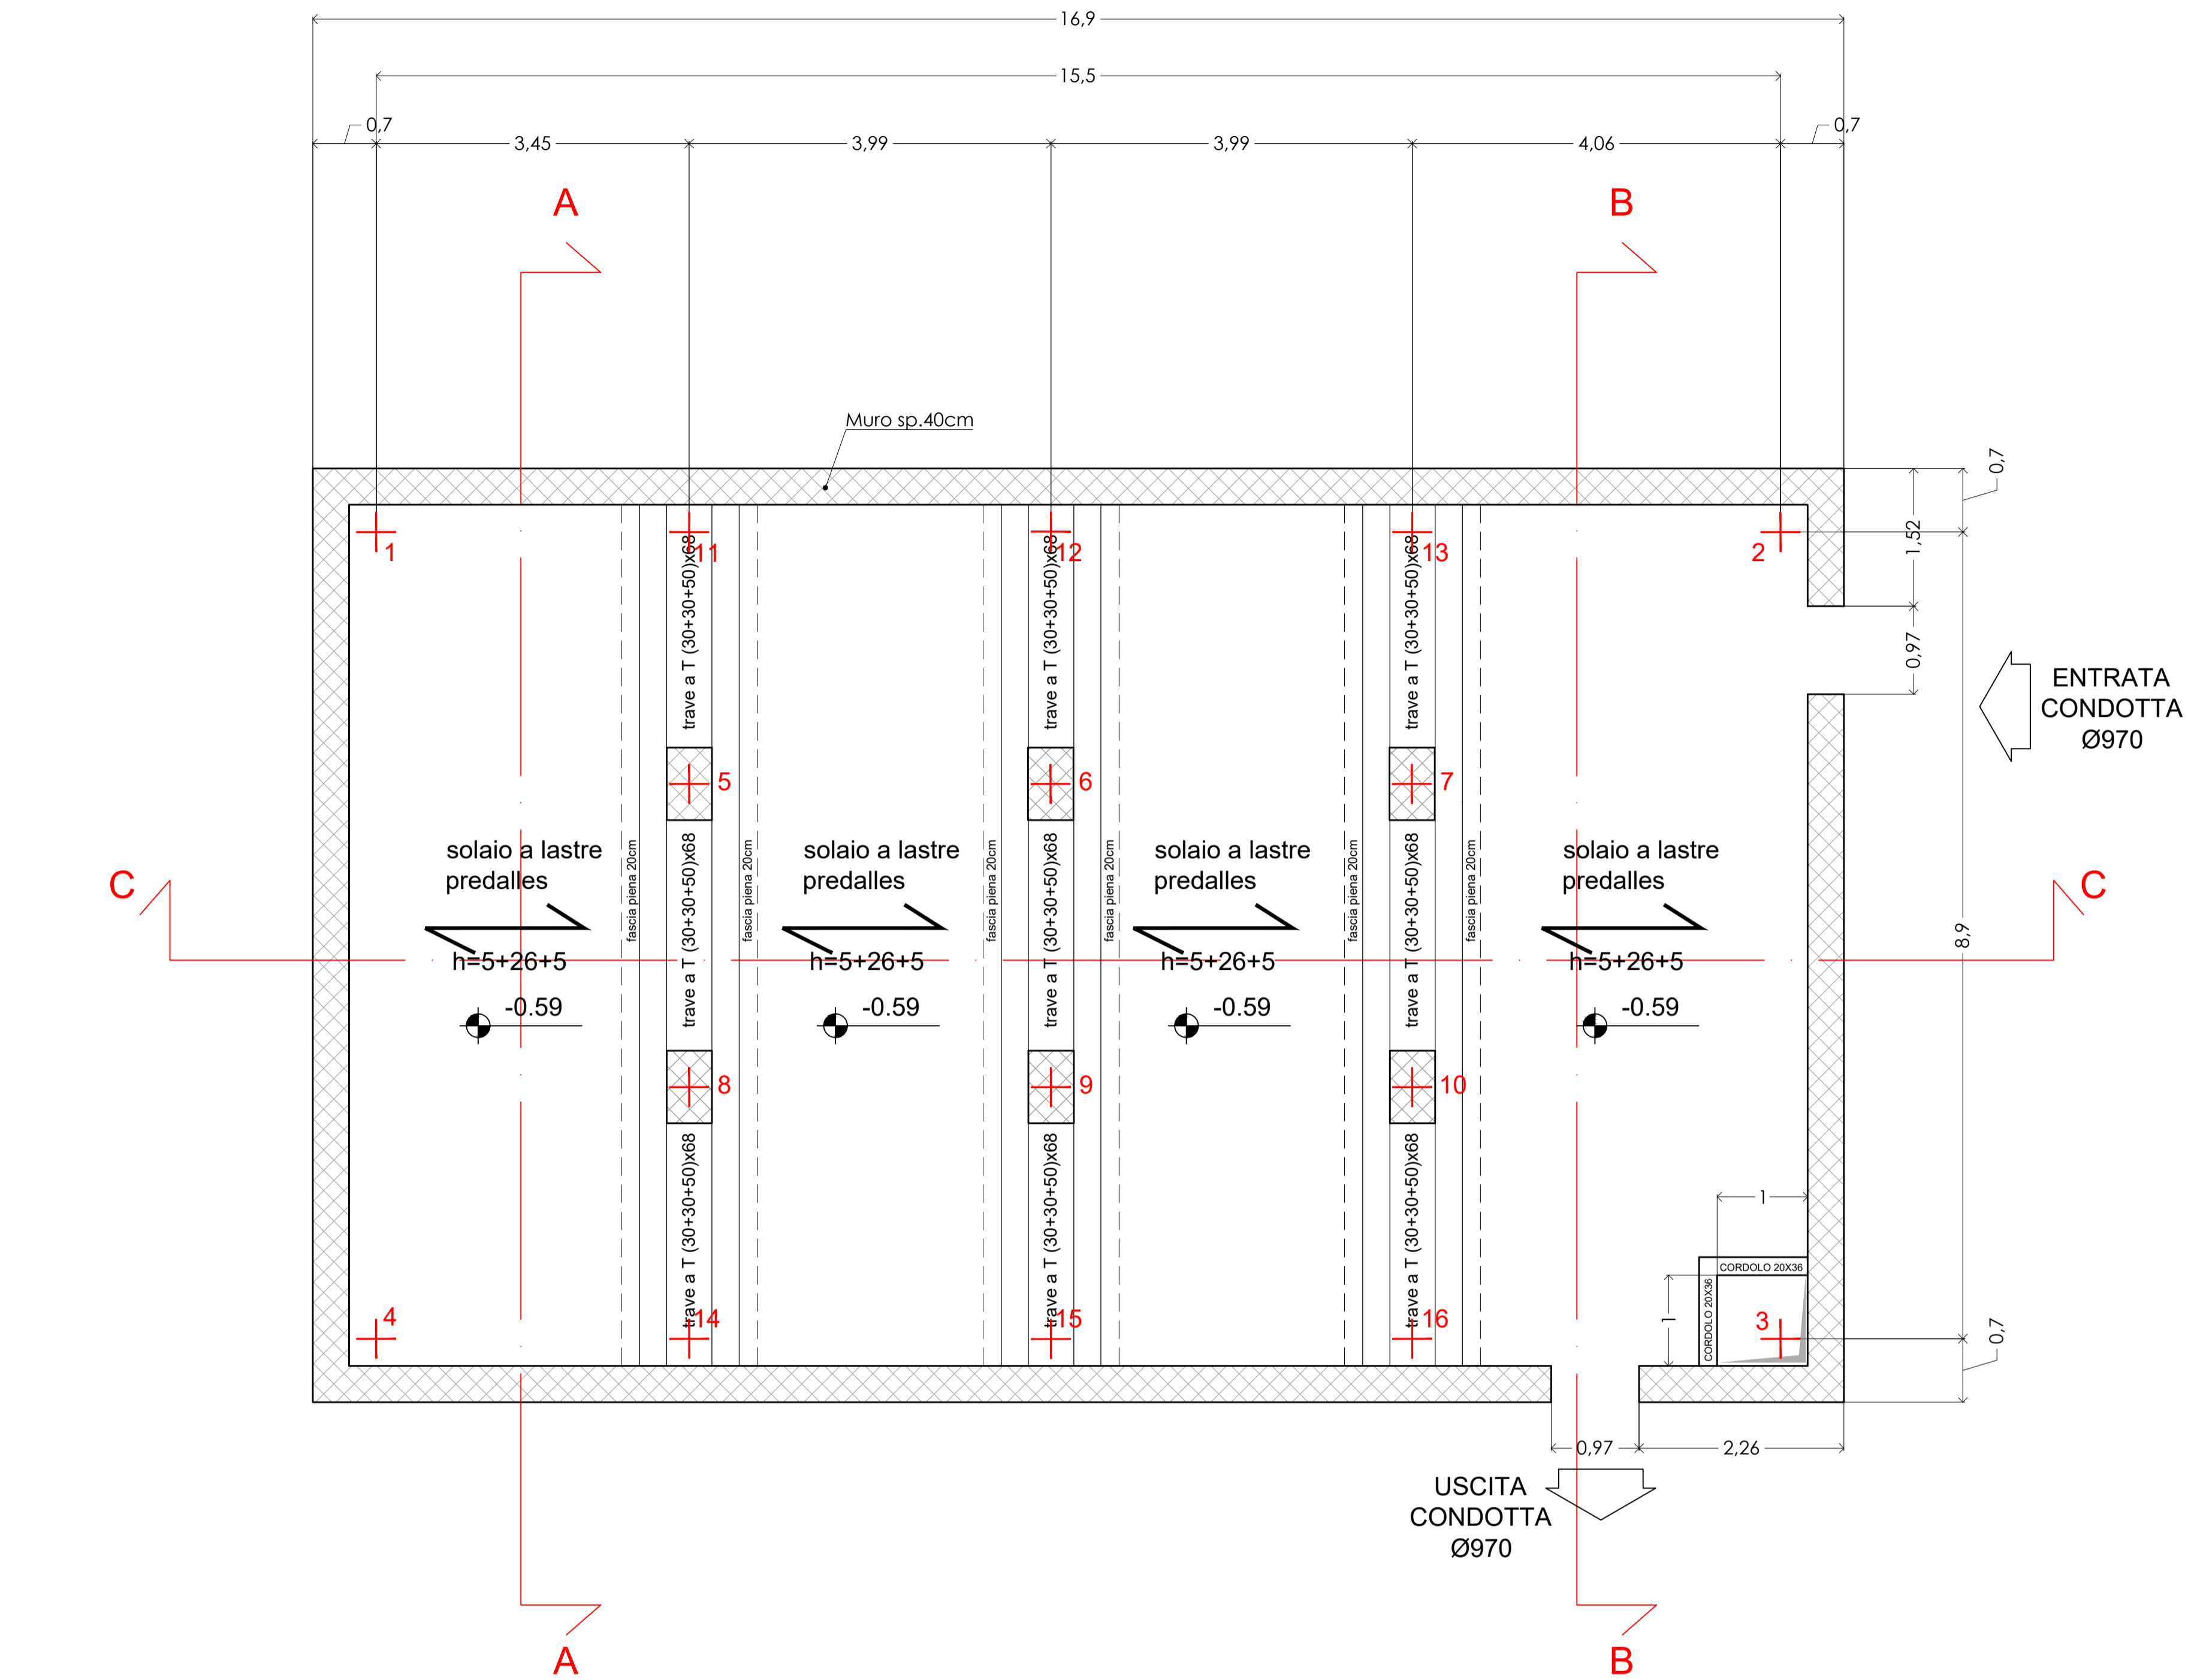 16,9
15,5
0,7
3,45
3,99
3,99
4,06
0,7
A
B
Muro sp.40cm
0,7
1,52
1
11
12
13
2
trave a T (30+30+50)x68
trave a T (30+30+50)x68
trave a T (30+30+50)x68
0,97
ENTRATA
CONDOTTA
Ø970
5
6
7
solaio a lastre
predalles
solaio a lastre
predalles
solaio a lastre
predalles
solaio a lastre
predalles
fascia piena 20cm
fascia piena 20cm
fascia piena 20cm
fascia piena 20cm
fascia piena 20cm
fascia piena 20cm
trave a T (30+30+50)x68
trave a T (30+30+50)x68
trave a T (30+30+50)x68
C
C
8,9
h=5+26+5
h=5+26+5
h=5+26+5
h=5+26+5
-0.59
-0.59
-0.59
-0.59
8
9
10
trave a T (30+30+50)x68
trave a T (30+30+50)x68
trave a T (30+30+50)x68
1
CORDOLO 20X36
CORDOLO 20X36
1
4
14
15
16
3
0,7
0,97
2,26
USCITA
CONDOTTA
Ø970
A
B